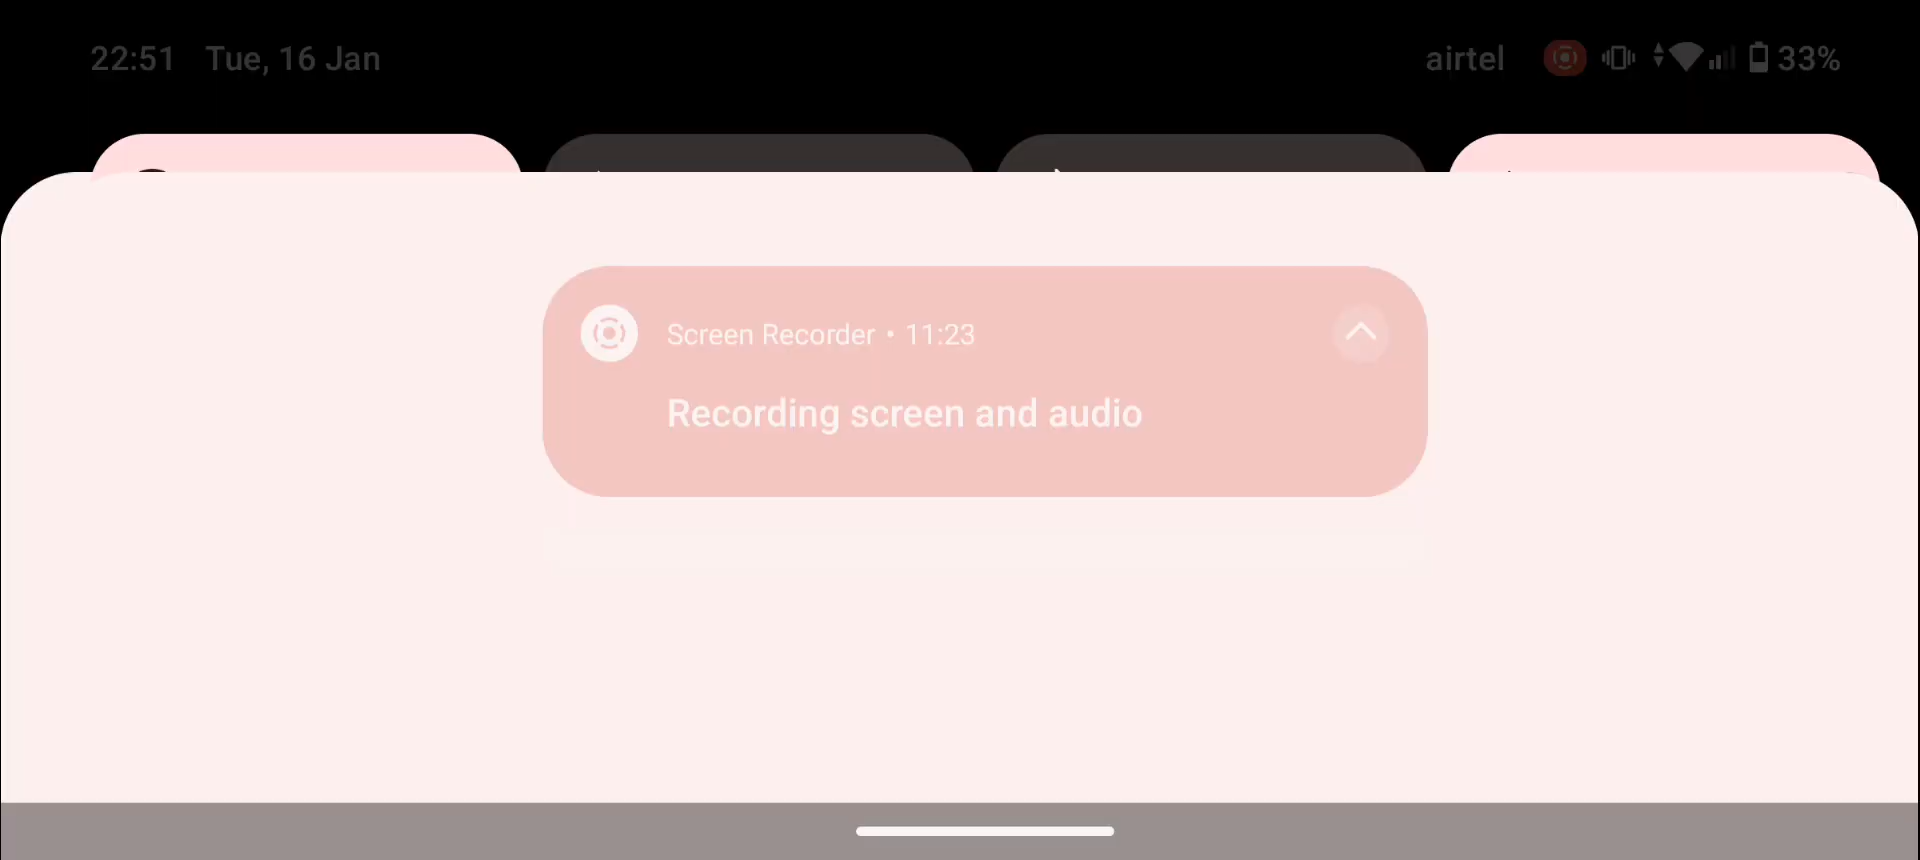 22:51 Tue, 16 Jan airtel 33%
Screen Recorder • 11:23
Recording screen and audio